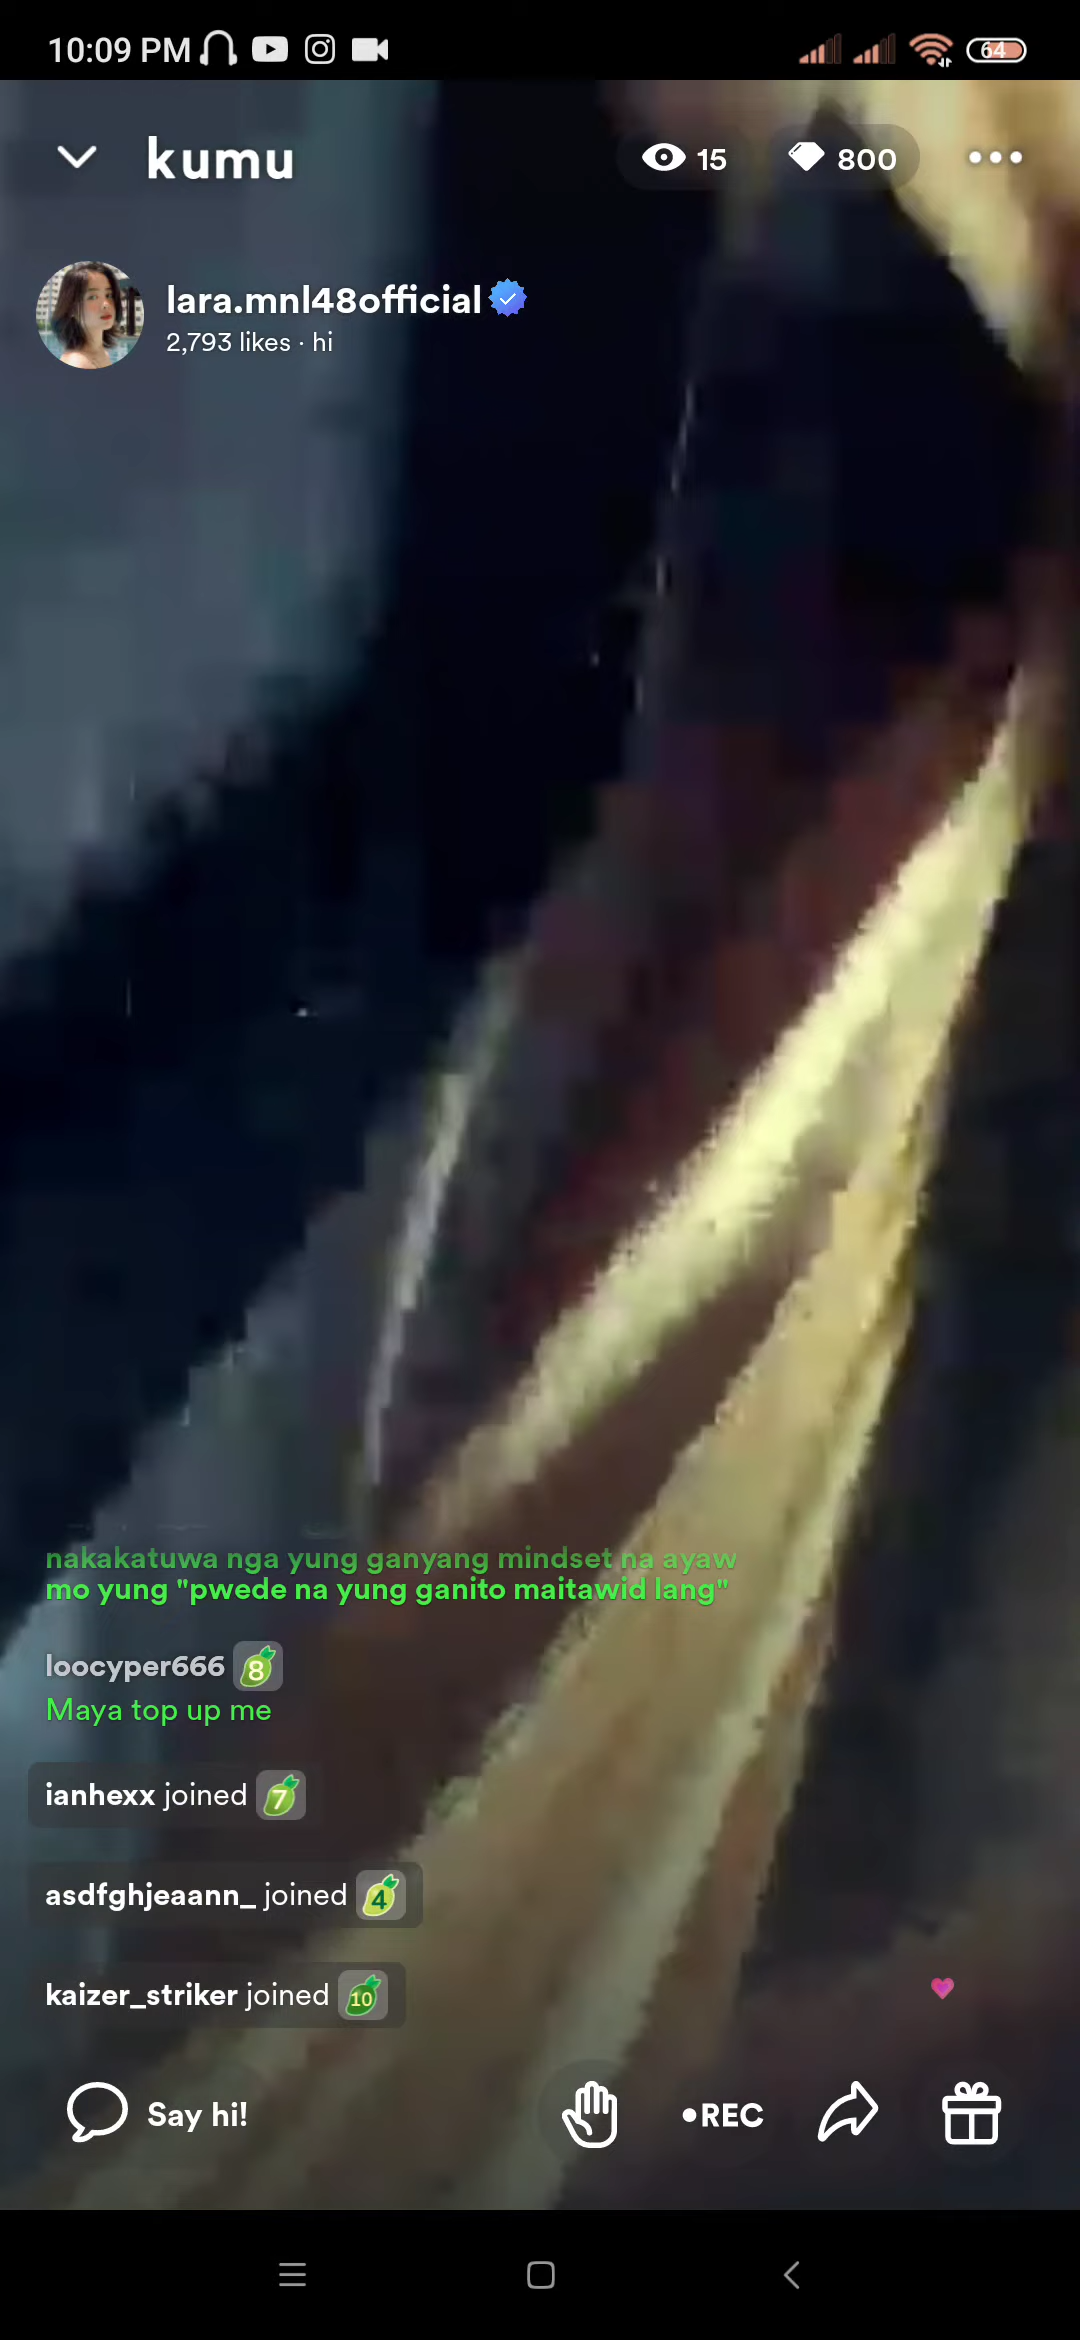 10:09 PM
64
kumu
15
800
lara.mnl48official
2,793 likes · hi
nakakatuwa nga yung ganyang mindset na ayaw
mo yung "pwede na yung ganito maitawid lang"
loocyper666 8
Maya top up me
ianhexx joined 7
asdfghjeaann_ joined 4
kaizer_striker joined 10
Say hi!
•REC